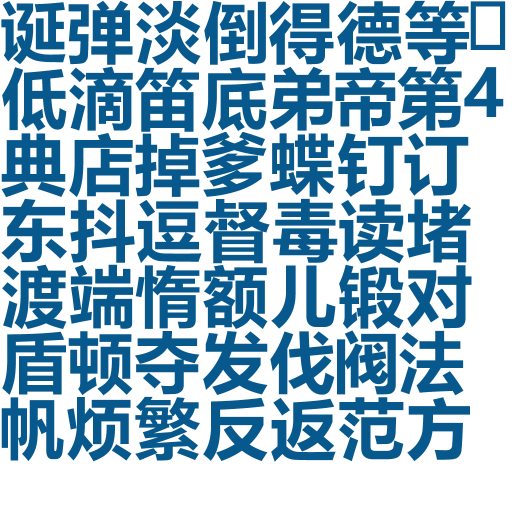 诞弹淡倒得德等
低滴笛底弟帝第4
典店掉爹蝶钉订
东抖逗督毒读堵
渡端惰额儿锻对
盾顿夺发伐阀法
帆烦繁反返范方